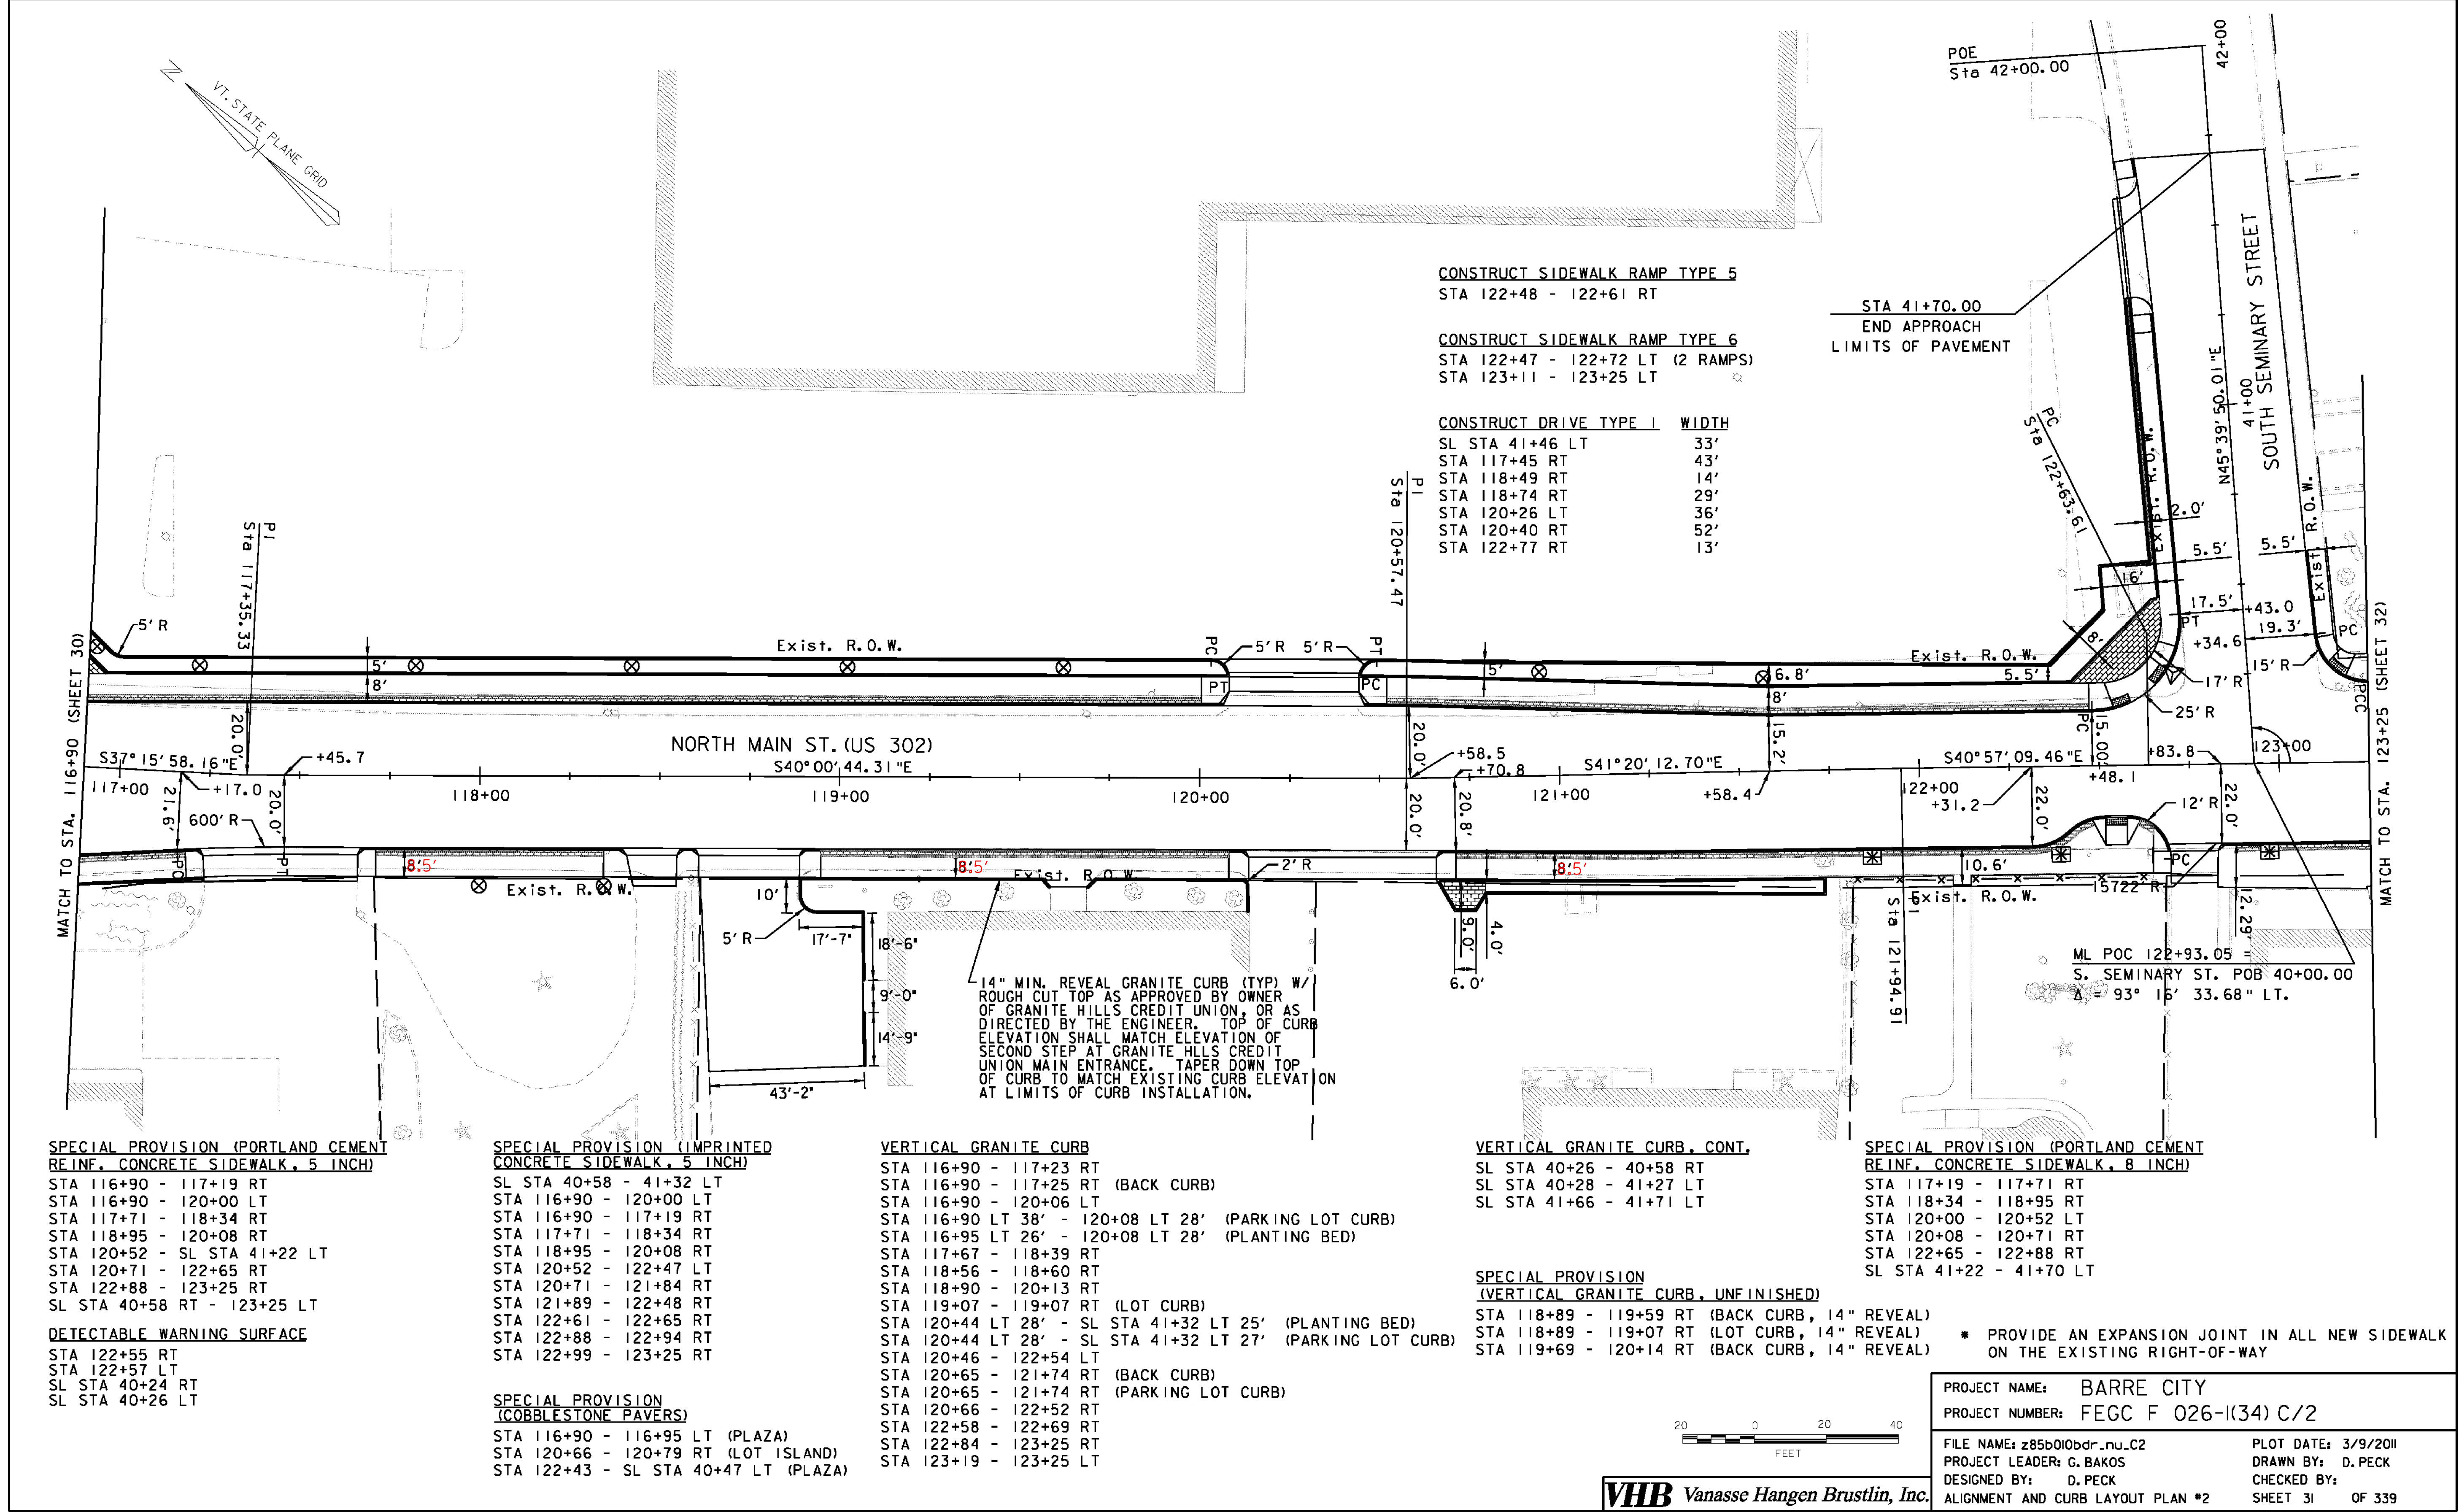 POE
Sta 42+00.00
42+00
N
VT. STATE PLANE GRID
CONSTRUCT SIDEWALK RAMP TYPE 5
STA 122+48 - 122+61 RT
CONSTRUCT SIDEWALK RAMP TYPE 6
STA 122+47 - 122+72 LT (2 RAMPS)
STA 123+11 - 123+25 LT
CONSTRUCT DRIVE TYPE 1 WIDTH
SL STA 41+46 LT 33'
STA 117+45 RT 43'
STA 118+49 RT 14'
STA 118+74 RT 29'
STA 120+26 LT 36'
STA 120+40 RT 52'
STA 122+77 RT 13'
STA 41+70.00
END APPROACH
LIMITS OF PAVEMENT
N45°39'50.01"E
41+00
SOUTH SEMINARY STREET
PC
Sta 122+63.61
Exist. R.O.W.
Exist. R.O.W.
2.0'
5.5'
5.5'
16'
17.5'
+43.0
19.3'
PT
+34.6
PC
15'R
8'
17'R
25'R
PCC
PI
Sta 117+35.33
PI
Sta 120+57.47
5'R
Exist. R.O.W.
PC
5'R
5'R
PT
5'
8'
PT
PC
5'
6.8'
8'
Exist. R.O.W.
5.5'
PC
MATCH TO STA. 116+90 (SHEET 30)
MATCH TO STA. 123+25 (SHEET 32)
20.0'
NORTH MAIN ST. (US 302)
20.0'
15.2'
15.00'
S37°15'58.16"E
+45.7
S40°00'44.31"E
+58.5
+70.8
S41°20'12.70"E
S40°57'09.46"E
+48.1
+83.8
123+00
117+00
+17.0
118+00
119+00
120+00
121+00
+58.4
122+00
+31.2
21.6'
20.0'
600'R
20.0'
20.8'
22.0'
12'R
22.0'
PC
PT
8.5'
8.5'
2'R
8.5'
10.6'
PC
Exist. R.O.W.
Exist. R.O.W.
Exist. R.O.W.
15722'R
10'
5'R
17'-7"
18'-6"
9'-0"
14'-9"
43'-2"
9.0'
4.0'
6.0'
PI
Sta 121+94.91
12.29'
14" MIN. REVEAL GRANITE CURB (TYP) W/
ROUGH CUT TOP AS APPROVED BY OWNER
OF GRANITE HILLS CREDIT UNION, OR AS
DIRECTED BY THE ENGINEER. TOP OF CURB
ELEVATION SHALL MATCH ELEVATION OF
SECOND STEP AT GRANITE HLLS CREDIT
UNION MAIN ENTRANCE. TAPER DOWN TOP
OF CURB TO MATCH EXISTING CURB ELEVATION
AT LIMITS OF CURB INSTALLATION.
ML POC 122+93.05 =
S. SEMINARY ST. POB 40+00.00
Δ = 93° 16' 33.68" LT.
SPECIAL PROVISION (PORTLAND CEMENT
REINF. CONCRETE SIDEWALK, 5 INCH)
STA 116+90 - 117+19 RT
STA 116+90 - 120+00 LT
STA 117+71 - 118+34 RT
STA 118+95 - 120+08 RT
STA 120+52 - SL STA 41+22 LT
STA 120+71 - 122+65 RT
STA 122+88 - 123+25 RT
SL STA 40+58 RT - 123+25 LT
DETECTABLE WARNING SURFACE
STA 122+55 RT
STA 122+57 LT
SL STA 40+24 RT
SL STA 40+26 LT
SPECIAL PROVISION (IMPRINTED
CONCRETE SIDEWALK, 5 INCH)
SL STA 40+58 - 41+32 LT
STA 116+90 - 120+00 LT
STA 116+90 - 117+19 RT
STA 117+71 - 118+34 RT
STA 118+95 - 120+08 RT
STA 120+52 - 122+47 LT
STA 120+71 - 121+84 RT
STA 121+89 - 122+48 RT
STA 122+61 - 122+65 RT
STA 122+88 - 122+94 RT
STA 122+99 - 123+25 RT
SPECIAL PROVISION
(COBBLESTONE PAVERS)
STA 116+90 - 116+95 LT (PLAZA)
STA 120+66 - 120+79 RT (LOT ISLAND)
STA 122+43 - SL STA 40+47 LT (PLAZA)
VERTICAL GRANITE CURB
STA 116+90 - 117+23 RT
STA 116+90 - 117+25 RT (BACK CURB)
STA 116+90 - 120+06 LT
STA 116+90 LT 38' - 120+08 LT 28' (PARKING LOT CURB)
STA 116+95 LT 26' - 120+08 LT 28' (PLANTING BED)
STA 117+67 - 118+39 RT
STA 118+56 - 118+60 RT
STA 118+90 - 120+13 RT
STA 119+07 - 119+07 RT (LOT CURB)
STA 120+44 LT 28' - SL STA 41+32 LT 25' (PLANTING BED)
STA 120+44 LT 28' - SL STA 41+32 LT 27' (PARKING LOT CURB)
STA 120+46 - 122+54 LT
STA 120+65 - 121+74 RT (BACK CURB)
STA 120+65 - 121+74 RT (PARKING LOT CURB)
STA 120+66 - 122+52 RT
STA 122+58 - 122+69 RT
STA 122+84 - 123+25 RT
STA 123+19 - 123+25 LT
VERTICAL GRANITE CURB, CONT.
SL STA 40+26 - 40+58 RT
SL STA 40+28 - 41+27 LT
SL STA 41+66 - 41+71 LT
SPECIAL PROVISION
(VERTICAL GRANITE CURB, UNFINISHED)
STA 118+89 - 119+59 RT (BACK CURB, 14" REVEAL)
STA 118+89 - 119+07 RT (LOT CURB, 14" REVEAL)
STA 119+69 - 120+14 RT (BACK CURB, 14" REVEAL)
SPECIAL PROVISION (PORTLAND CEMENT
REINF. CONCRETE SIDEWALK, 8 INCH)
STA 117+19 - 117+71 RT
STA 118+34 - 118+95 RT
STA 120+00 - 120+52 LT
STA 120+08 - 120+71 RT
STA 122+65 - 122+88 RT
SL STA 41+22 - 41+70 LT
* PROVIDE AN EXPANSION JOINT IN ALL NEW SIDEWALK
ON THE EXISTING RIGHT-OF-WAY
20 0 20 40
FEET
VHB Vanasse Hangen Brustlin, Inc.
PROJECT NAME: BARRE CITY
PROJECT NUMBER: FEGC F 026-1(34) C/2
FILE NAME: z85b010bdr_nu_C2
PLOT DATE: 3/9/2011
PROJECT LEADER: G. BAKOS
DRAWN BY: D. PECK
DESIGNED BY: D. PECK
CHECKED BY:
ALIGNMENT AND CURB LAYOUT PLAN #2
SHEET 31 OF 339